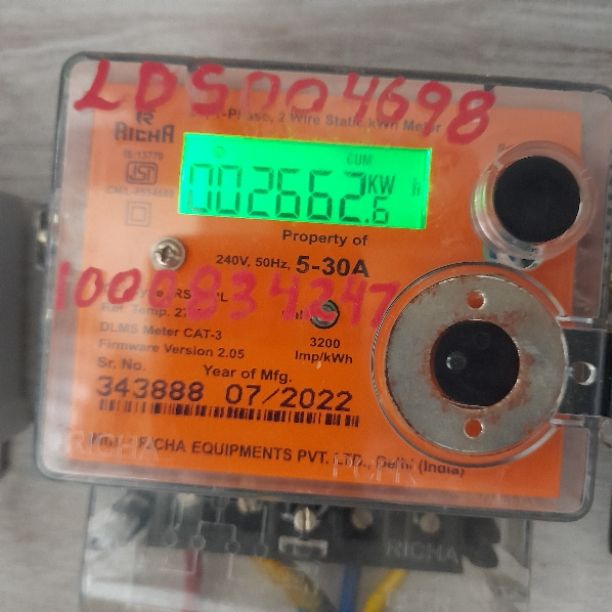 LDS004698
RICHA
-Phase, 2 Wire Static kWh Meter
IS:13779
ISI
CUM
002662.6 KW h
Property of
240V, 50Hz, 5-30A
1000834247
DLMS Meter CAT-3
Firmware Version 2.05
3200
Imp/kWh
Sr. No. Year of Mfg.
343888 07/2022
RICHA EQUIPMENTS PVT. LTD., Delhi (India)
RICHA
RICHA